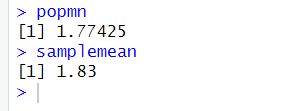 > popmn
[1] 1.77425
> samplemean
[1] 1.83
>